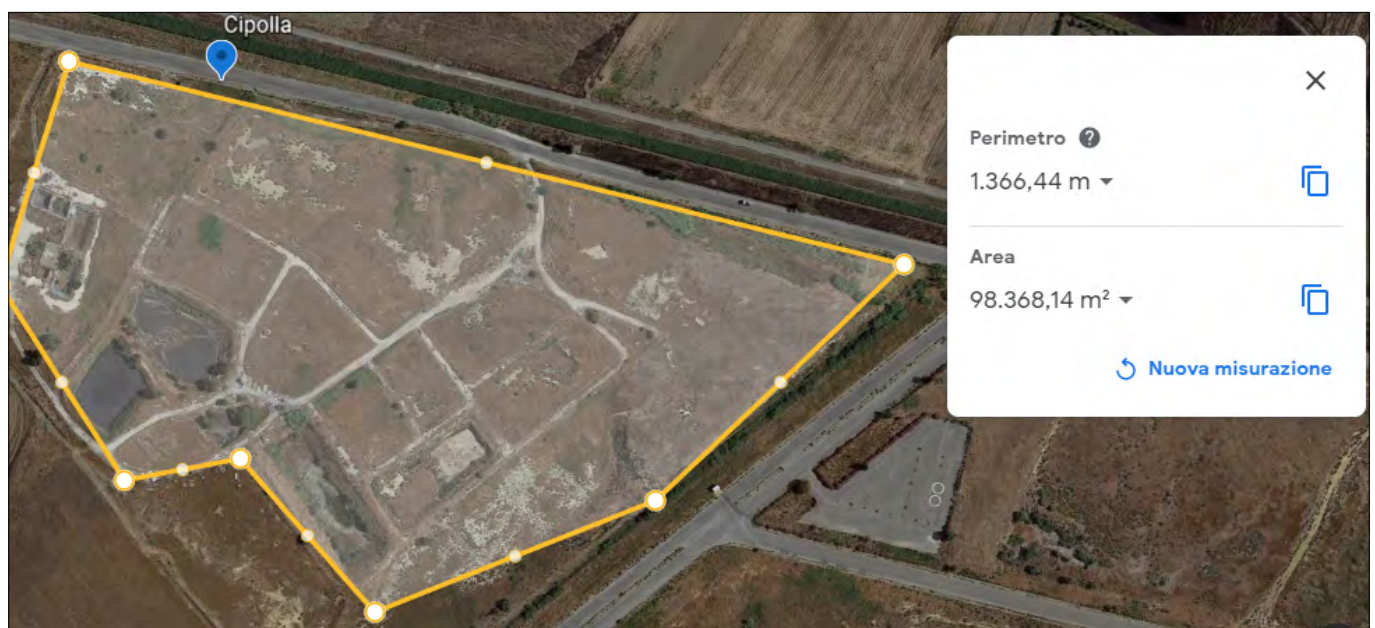 Cipolla
Perimetro
1.366,44 m
Area
98.368,14 m²
Nuova misurazione